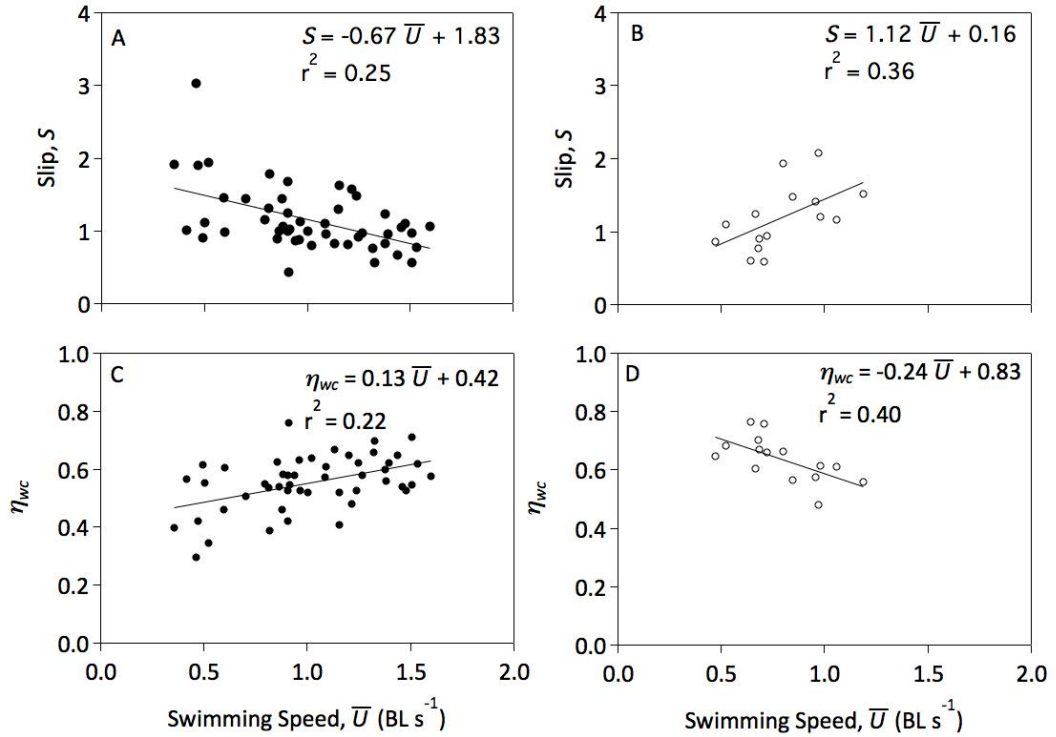 A
S = -0.67 U̅ + 1.83
r² = 0.25
Slip, S
4
3
2
1
0
B
S = 1.12 U̅ + 0.16
r² = 0.36
Slip, S
4
3
2
1
0
C
η_wc = 0.13 U̅ + 0.42
r² = 0.22
η_wc
1.0
0.8
0.6
0.4
0.2
0.0
0.0 0.5 1.0 1.5 2.0
Swimming Speed, U̅ (BL s⁻¹)
D
η_wc = -0.24 U̅ + 0.83
r² = 0.40
η_wc
1.0
0.8
0.6
0.4
0.2
0.0
0.0 0.5 1.0 1.5 2.0
Swimming Speed, U̅ (BL s⁻¹)